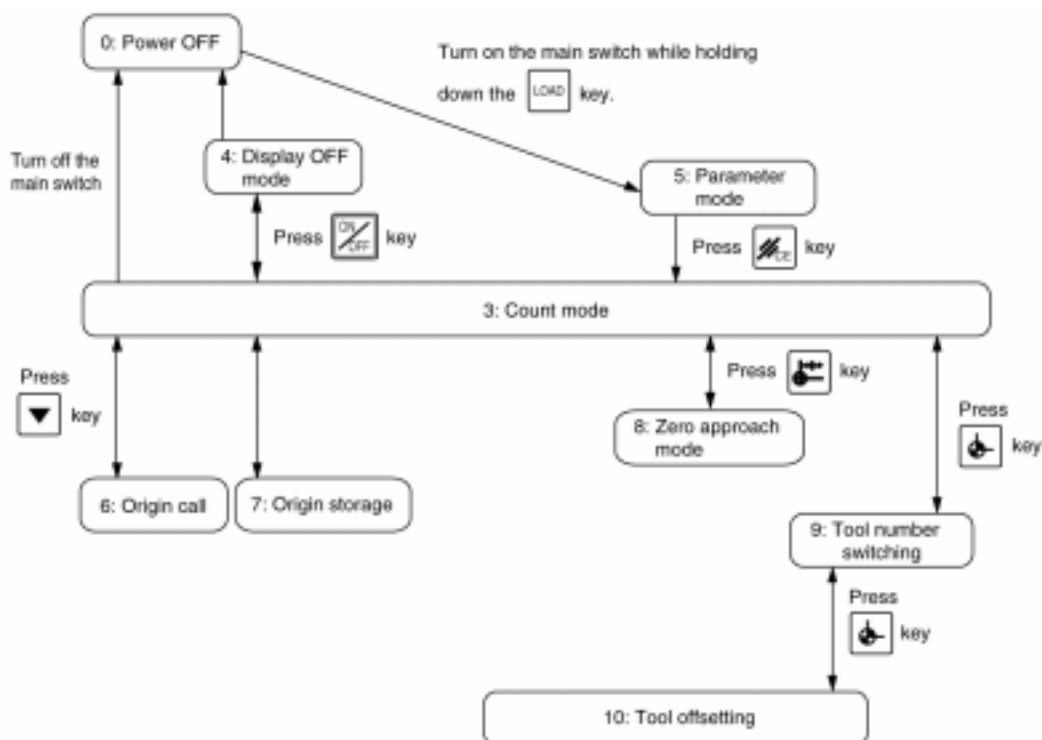 0: Power OFF
Turn on the main switch while holding
down the LOAD key.
4: Display OFF
mode
Turn off the
main switch
5: Parameter
mode
Press ON/OFF key
Press CE key
3: Count mode
Press
key
Press key
8: Zero approach
mode
Press
key
6: Origin call
7: Origin storage
9: Tool number
switching
Press
key
10: Tool offsetting